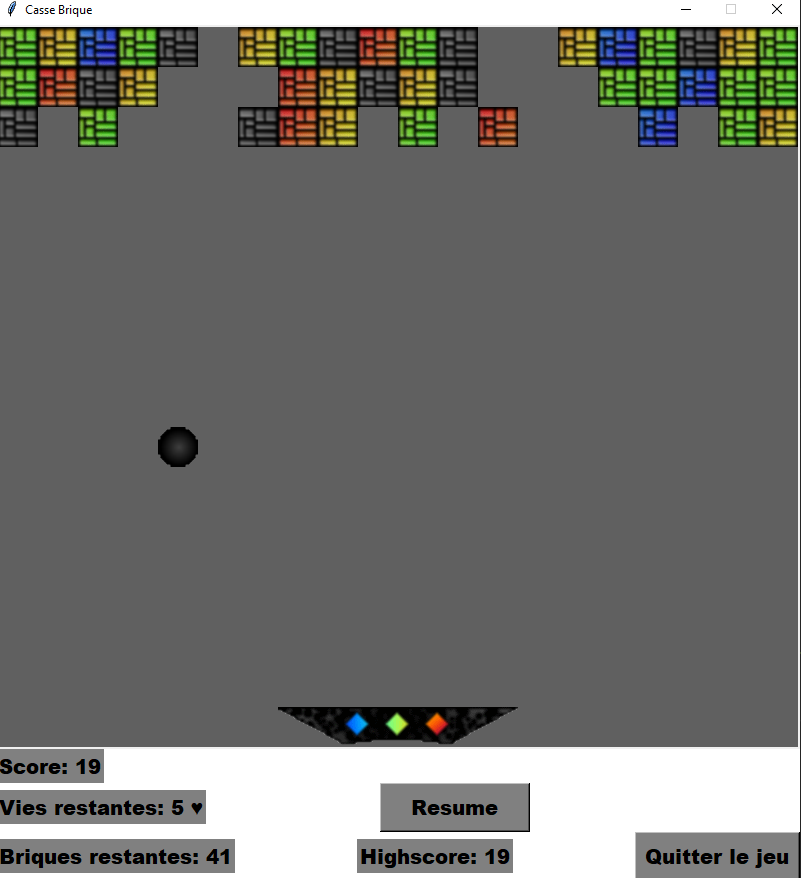 Casse Brique
Score: 19
Vies restantes: 5 ♥
Resume
Briques restantes: 41
Highscore: 19
Quitter le jeu